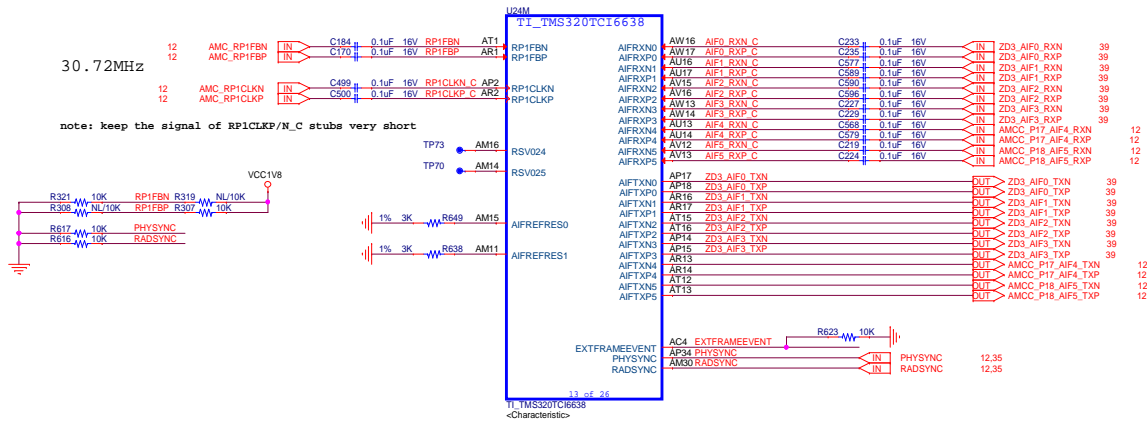 U24M
TI_TMS320TCI6638
12 AMC_RP1FBN IN C184 0.1uF 16V RP1FBN AT1 RP1FBN
12 AMC_RP1FBP IN C170 0.1uF 16V RP1FBP AR1 RP1FBP
30.72MHz
12 AMC_RP1CLKN IN C499 0.1uF 16V RP1CLKN_C AP2 RP1CLKN
12 AMC_RP1CLKP IN C500 0.1uF 16V RP1CLKP_C AR2 RP1CLKP
note: keep the signal of RP1CLKP/N_C stubs very short
TP73 AM16 RSV024
TP70 AM14 RSV025
VCC1V8
R321 10K RP1FBN R319 NL/10K
R308 NL/10K RP1FBP R307 10K
R617 10K PHYSYNC
R616 10K RADSYNC
1% 3K R649 AM15 AIFREFRES0
1% 3K R638 AM11 AIFREFRES1
AIFRXN0 AW16 AIF0_RXN_C C233 0.1uF 16V IN ZD3_AIF0_RXN 39
AIFRXP0 AW17 AIF0_RXP_C C235 0.1uF 16V IN ZD3_AIF0_RXP 39
AIFRXN1 AU16 AIF1_RXN_C C577 0.1uF 16V IN ZD3_AIF1_RXN 39
AIFRXP1 AU17 AIF1_RXP_C C589 0.1uF 16V IN ZD3_AIF1_RXP 39
AIFRXN2 AV15 AIF2_RXN_C C590 0.1uF 16V IN ZD3_AIF2_RXN 39
AIFRXP2 AV16 AIF2_RXP_C C596 0.1uF 16V IN ZD3_AIF2_RXP 39
AIFRXN3 AW13 AIF3_RXN_C C227 0.1uF 16V IN ZD3_AIF3_RXN 39
AIFRXP3 AW14 AIF3_RXP_C C229 0.1uF 16V IN ZD3_AIF3_RXP 39
AIFRXN4 AU13 AIF4_RXN_C C568 0.1uF 16V IN AMCC_P17_AIF4_RXN 12
AIFRXP4 AU14 AIF4_RXP_C C579 0.1uF 16V IN AMCC_P17_AIF4_RXP 12
AIFRXN5 AV12 AIF5_RXN_C C219 0.1uF 16V IN AMCC_P18_AIF5_RXN 12
AIFRXP5 AV13 AIF5_RXP_C C224 0.1uF 16V IN AMCC_P18_AIF5_RXP 12
AIFTXN0 AP17 ZD3_AIF0_TXN OUT ZD3_AIF0_TXN 39
AIFTXP0 AP18 ZD3_AIF0_TXP OUT ZD3_AIF0_TXP 39
AIFTXN1 AR16 ZD3_AIF1_TXN OUT ZD3_AIF1_TXN 39
AIFTXP1 AR17 ZD3_AIF1_TXP OUT ZD3_AIF1_TXP 39
AIFTXN2 AT15 ZD3_AIF2_TXN OUT ZD3_AIF2_TXN 39
AIFTXP2 AT16 ZD3_AIF2_TXP OUT ZD3_AIF2_TXP 39
AIFTXN3 AP14 ZD3_AIF3_TXN OUT ZD3_AIF3_TXN 39
AIFTXP3 AP15 ZD3_AIF3_TXP OUT ZD3_AIF3_TXP 39
AIFTXN4 AR13 OUT AMCC_P17_AIF4_TXN 12
AIFTXP4 AR14 OUT AMCC_P17_AIF4_TXP 12
AIFTXN5 AT12 OUT AMCC_P18_AIF5_TXN 12
AIFTXP5 AT13 OUT AMCC_P18_AIF5_TXP 12
R623 10K
EXTFRAMEEVENT AC4 EXTFRAMEEVENT
PHYSYNC AP34 PHYSYNC IN PHYSYNC 12,35
RADSYNC AM30 RADSYNC IN RADSYNC 12,35
13 of 26
TI_TMS320TCI6638
<Characteristic>